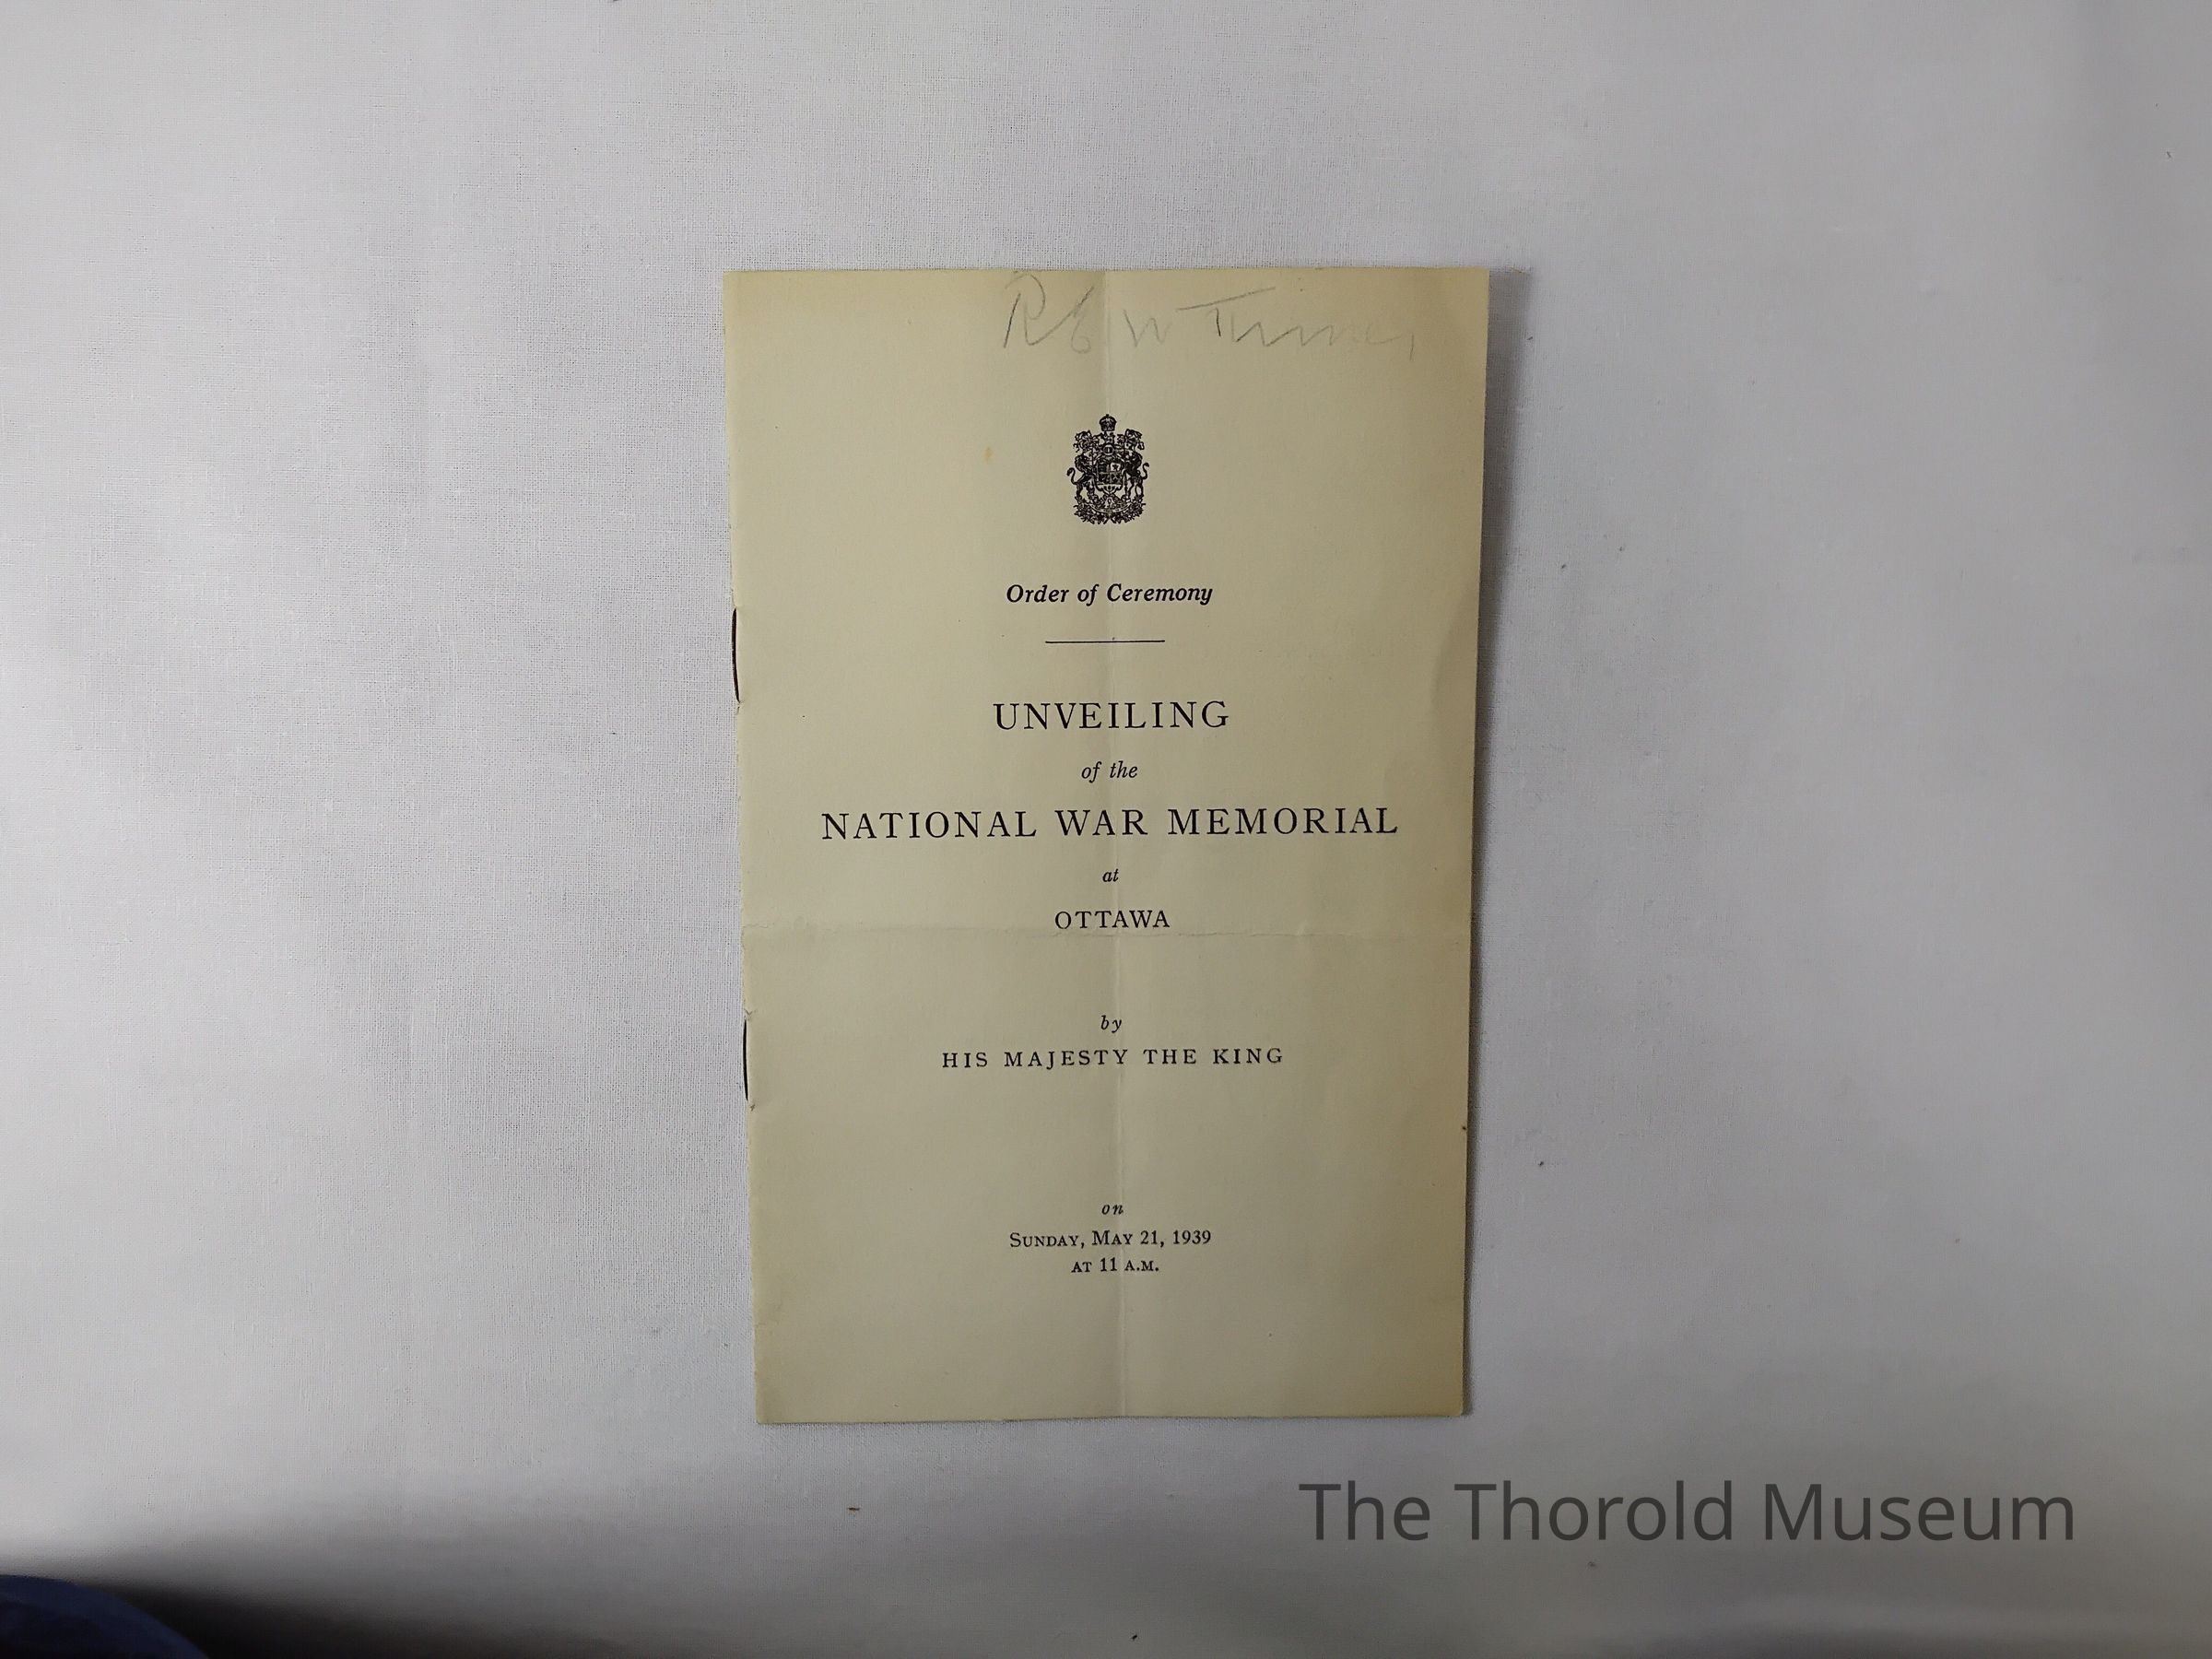 Order of Ceremony
UNVEILING
of the
NATIONAL WAR MEMORIAL
at
OTTAWA
by
HIS MAJESTY THE KING
on
SUNDAY, MAY 21, 1939
AT 11 A.M.
The Thorold Museum